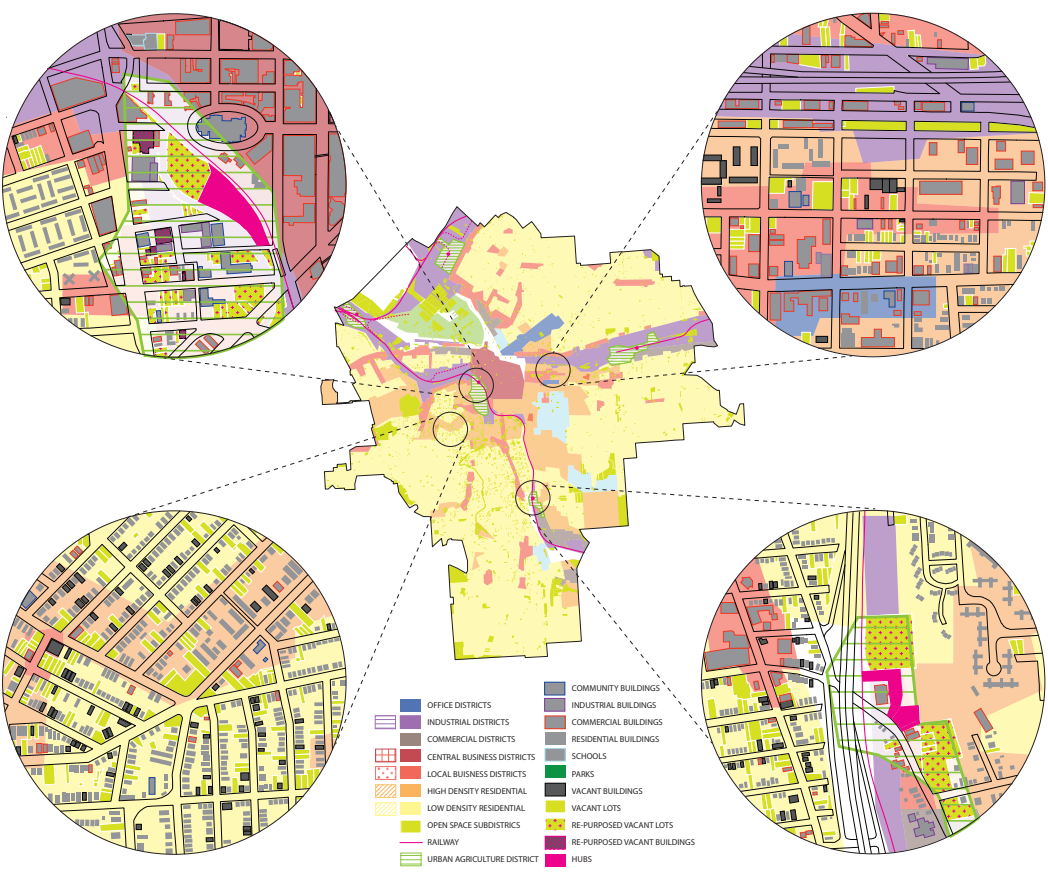 OFFICE DISTRICTS
INDUSTRIAL DISTRICTS
COMMERCIAL DISTRICTS
CENTRAL BUSINESS DISTRICTS
LOCAL BUISNESS DISTRICTS
HIGH DENSITY RESIDENTIAL
LOW DENSITY RESIDENTIAL
OPEN SPACE SUBDISTRICS
RAILWAY
URBAN AGRICULTURE DISTRICT
COMMUNITY BUILDINGS
INDUSTRIAL BUILDINGS
COMMERCIAL BUILDINGS
RESIDENTIAL BUILDINGS
SCHOOLS
PARKS
VACANT BUILDINGS
VACANT LOTS
RE-PURPOSED VACANT LOTS
RE-PURPOSED VACANT BUILDINGS
HUBS